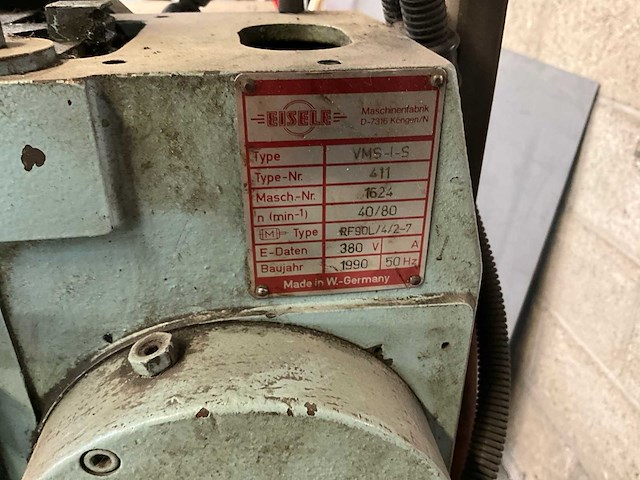 EISELE
Maschinenfabrik
D-7316 Köngen/N
Type VMS-I-S
Type-Nr. 411
Masch.-Nr. 1624
n (min-1) 40/80
(M) Type RF90L/4/2-7
E-Daten 380 V A
Baujahr 1990 50 Hz
Made in W.-Germany